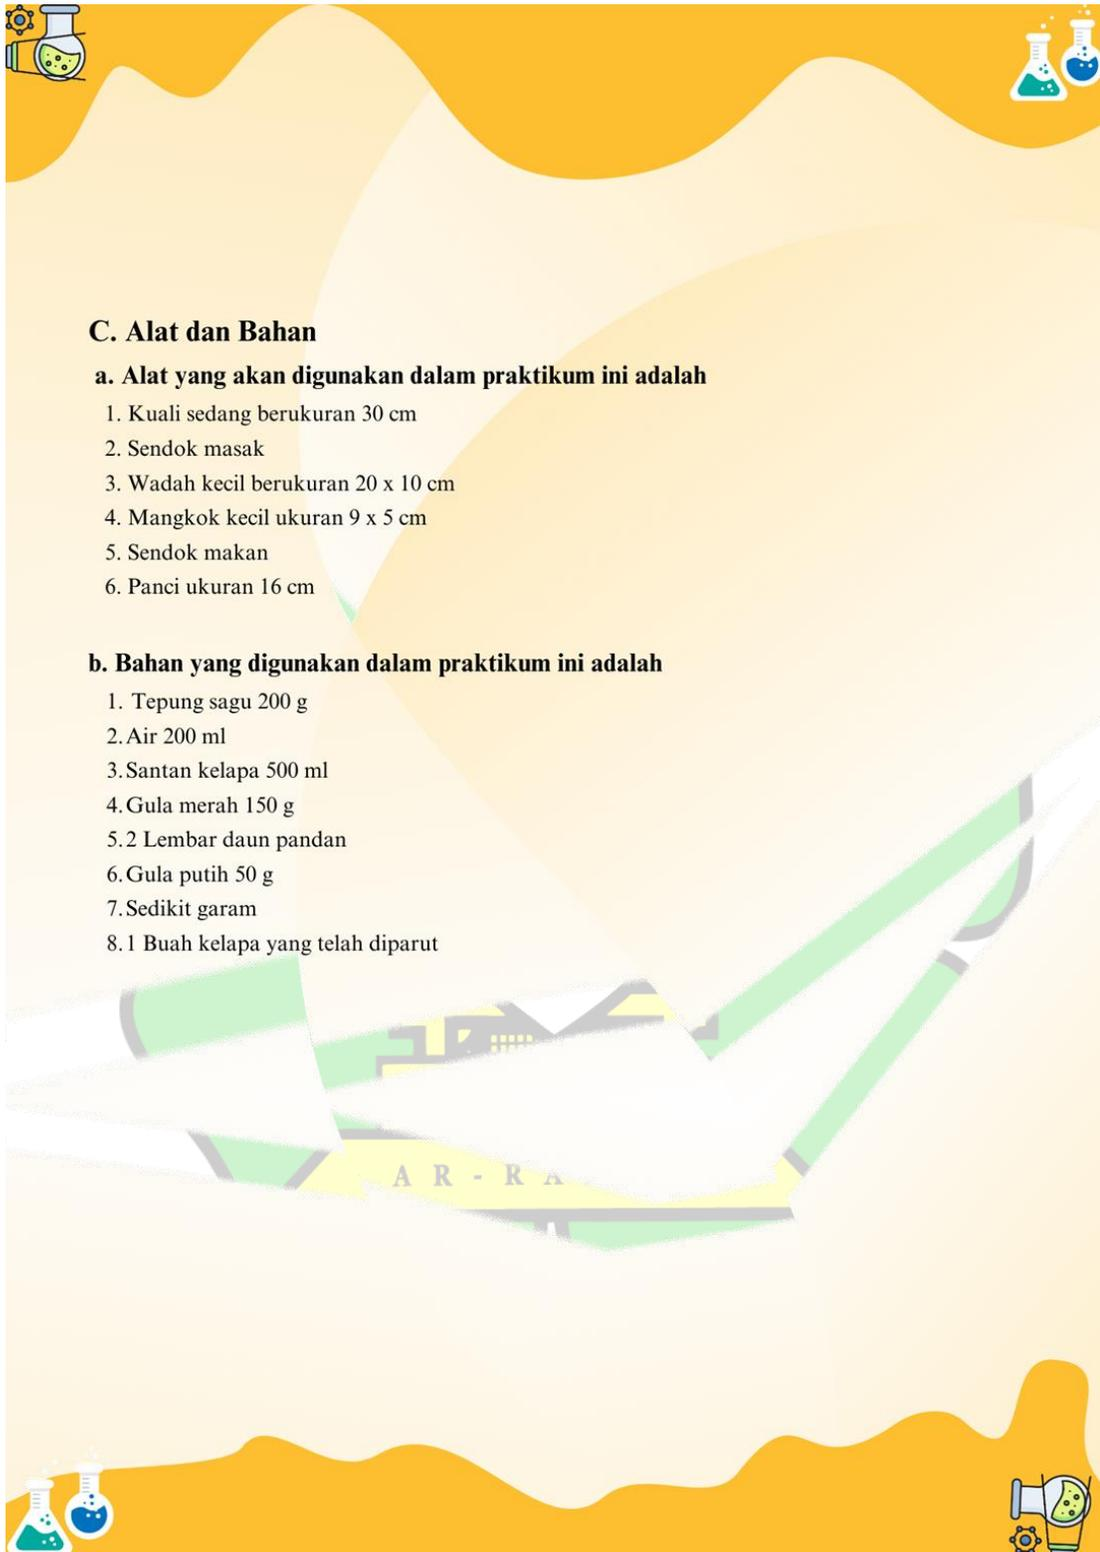 C. Alat dan Bahan
a. Alat yang akan digunakan dalam praktikum ini adalah
1. Kuali sedang berukuran 30 cm
2. Sendok masak
3. Wadah kecil berukuran 20 x 10 cm
4. Mangkok kecil ukuran 9 x 5 cm
5. Sendok makan
6. Panci ukuran 16 cm
b. Bahan yang digunakan dalam praktikum ini adalah
1. Tepung sagu 200 g
2. Air 200 ml
3. Santan kelapa 500 ml
4. Gula merah 150 g
5. 2 Lembar daun pandan
6. Gula putih 50 g
7. Sedikit garam
8. 1 Buah kelapa yang telah diparut
AR-RA